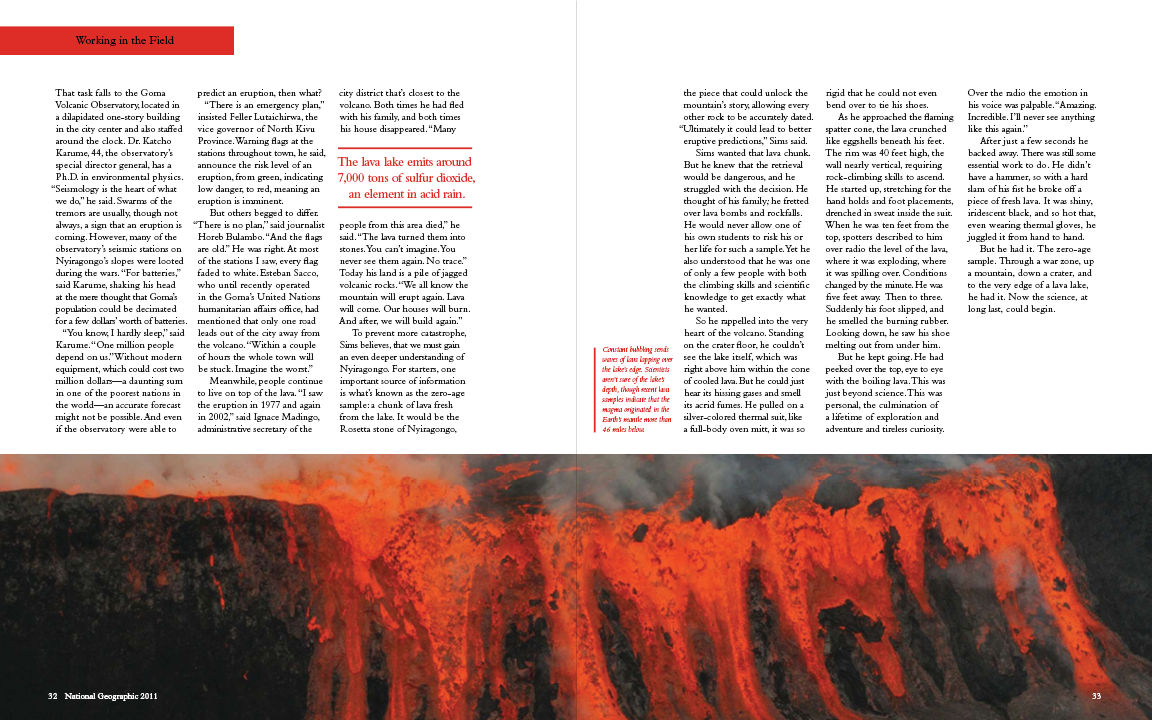 Working in the Field
That task falls to the Goma
Volcanic Observatory, located in
a dilapidated one-story building
in the city center and also staffed
around the clock. Dr. Katcho
Karume, 44, the observatory's
special director general, has a
Ph.D. in environmental physics.
“Seismology is the heart of what
we do,” he said. Swarms of the
tremors are usually, though not
always, a sign that an eruption is
coming. However, many of the
observatory's seismic stations on
Nyiragongo's slopes were looted
during the wars. “For batteries,”
said Karume, shaking his head
at the mere thought that Goma's
population could be decimated
for a few dollars' worth of batteries.
“You know, I hardly sleep,” said
Karume. “One million people
depend on us.” Without modern
equipment, which could cost two
million dollars—a daunting sum
in one of the poorest nations in
the world—an accurate forecast
might not be possible. And even
if the observatory were able to
predict an eruption, then what?
“There is an emergency plan,”
insisted Feller Lutaichirwa, the
vice governor of North Kivu
Province. Warning flags at the
stations throughout town, he said,
announce the risk level of an
eruption, from green, indicating
low danger, to red, meaning an
eruption is imminent.
But others begged to differ.
“There is no plan,” said journalist
Horeb Bulambo. “And the flags
are old.” He was right. At most
of the stations I saw, every flag
faded to white. Esteban Sacco,
who until recently operated
in the Goma's United Nations
humanitarian affairs office, had
mentioned that only one road
leads out of the city away from
the volcano. “Within a couple
of hours the whole town will
be stuck. Imagine the worst.”
Meanwhile, people continue
to live on top of the lava. “I saw
the eruption in 1977 and again
in 2002,” said Ignace Madingo,
administrative secretary of the
city district that's closest to the
volcano. Both times he had fled
with his family, and both times
his house disappeared. “Many
The lava lake emits around
7,000 tons of sulfur dioxide,
an element in acid rain.
people from this area died,” he
said. “The lava turned them into
stones. You can't imagine. You
never see them again. No trace.”
Today his land is a pile of jagged
volcanic rocks. “We all know the
mountain will erupt again. Lava
will come. Our houses will burn.
And after, we will build again.”
To prevent more catastrophe,
Sims believes, that we must gain
an even deeper understanding of
Nyiragongo. For starters, one
important source of information
is what's known as the zero-age
sample: a chunk of lava fresh
from the lake. It would be the
Rosetta stone of Nyiragongo,
Constant bubbling sends
waves of lava lapping over
the lake's edge. Scientists
aren't sure of the lake's
depth, though recent lava
samples indicate that the
magma originated in the
Earth's mantle more than
46 miles below.
the piece that could unlock the
mountain's story, allowing every
other rock to be accurately dated.
“Ultimately it could lead to better
eruptive predictions,” Sims said.
Sims wanted that lava chunk.
But he knew that the retrieval
would be dangerous, and he
struggled with the decision. He
thought of his family; he fretted
over lava bombs and rockfalls.
He would never allow one of
his own students to risk his or
her life for such a sample. Yet he
also understood that he was one
of only a few people with both
the climbing skills and scientific
knowledge to get exactly what
he wanted.
So he rappelled into the very
heart of the volcano. Standing
on the crater floor, he couldn't
see the lake itself, which was
right above him within the cone
of cooled lava. But he could just
hear its hissing gases and smell
its acrid fumes. He pulled on a
silver-colored thermal suit, like
a full-body oven mitt, it was so
rigid that he could not even
bend over to tie his shoes.
As he approached the flaming
spatter cone, the lava crunched
like eggshells beneath his feet.
The rim was 40 feet high, the
wall nearly vertical, requiring
rock-climbing skills to ascend.
He started up, stretching for the
hand holds and foot placements,
drenched in sweat inside the suit.
When he was ten feet from the
top, spotters described to him
over radio the level of the lava,
where it was exploding, where
it was spilling over. Conditions
changed by the minute. He was
five feet away. Then to three.
Suddenly his foot slipped, and
he smelled the burning rubber.
Looking down, he saw his shoe
melting out from under him.
But he kept going. He had
peeked over the top, eye to eye
with the boiling lava. This was
just beyond science. This was
personal, the culmination of
a lifetime of exploration and
adventure and tireless curiosity.
Over the radio the emotion in
his voice was palpable. “Amazing.
Incredible. I'll never see anything
like this again.”
After just a few seconds he
backed away. There was still some
essential work to do. He didn't
have a hammer, so with a hard
slam of his fist he broke off a
piece of fresh lava. It was shiny,
iridescent black, and so hot that,
even wearing thermal gloves, he
juggled it from hand to hand.
But he had it. The zero-age
sample. Through a war zone, up
a mountain, down a crater, and
to the very edge of a lava lake,
he had it. Now the science, at
long last, could begin.
32 National Geographic 2011
33